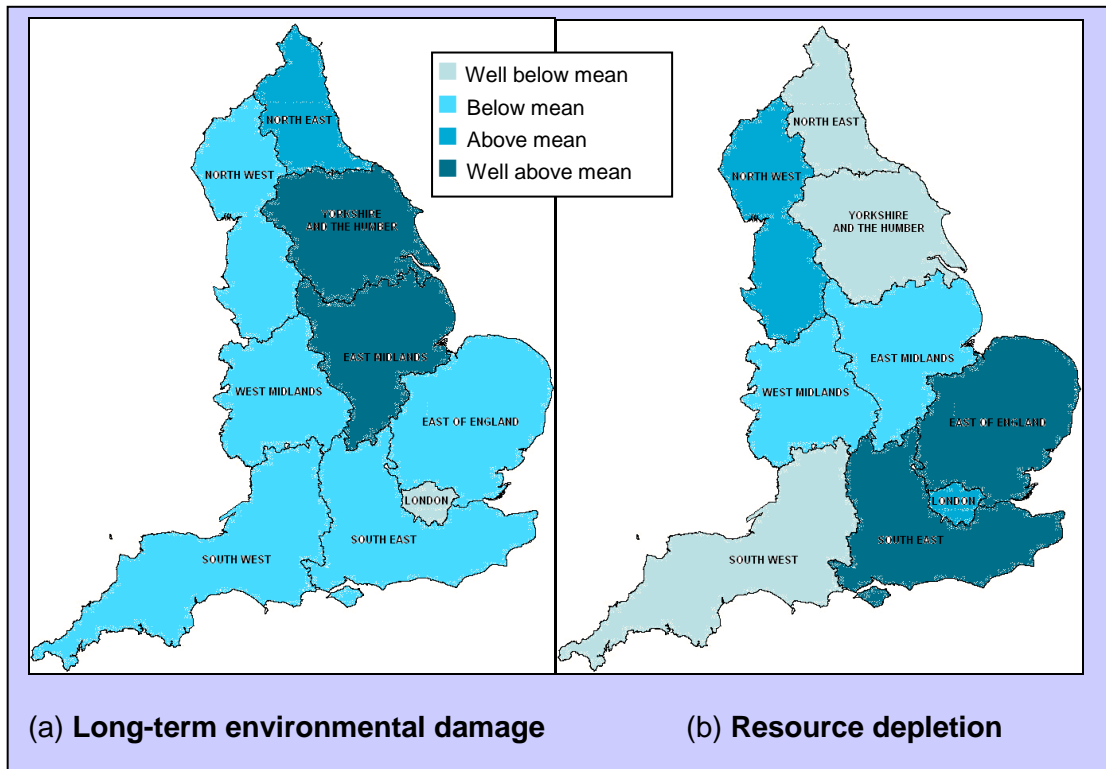 Well below mean
Below mean
Above mean
Well above mean
NORTH EAST
NORTH WEST
YORKSHIRE
AND THE HUMBER
EAST MIDLANDS
WEST MIDLANDS
EAST OF ENGLAND
LONDON
SOUTH EAST
SOUTH WEST
NORTH EAST
NORTH WEST
YORKSHIRE
AND THE HUMBER
EAST MIDLANDS
WEST MIDLANDS
EAST OF ENGLAND
LONDON
SOUTH EAST
SOUTH WEST
(a) Long-term environmental damage
(b) Resource depletion